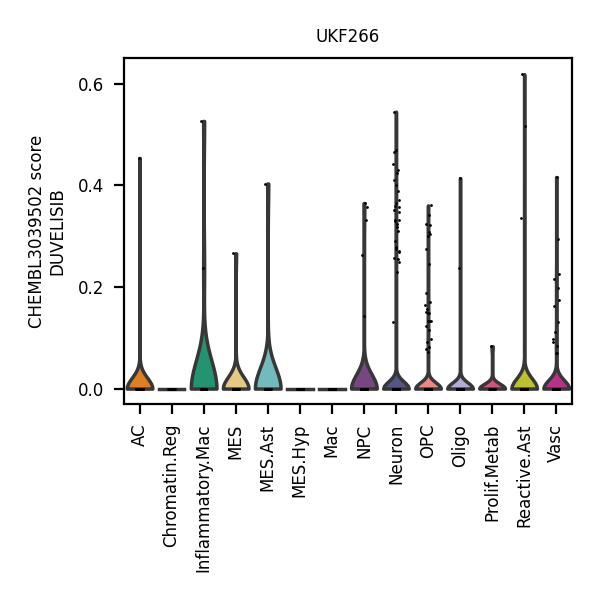 UKF266
CHEMBL3039502 score
DUVELISIB
0.6
0.4
0.2
0.0
AC
Chromatin.Reg
Inflammatory.Mac
MES
MES.Ast
MES.Hyp
Mac
NPC
Neuron
OPC
Oligo
Prolif.Metab
Reactive.Ast
Vasc